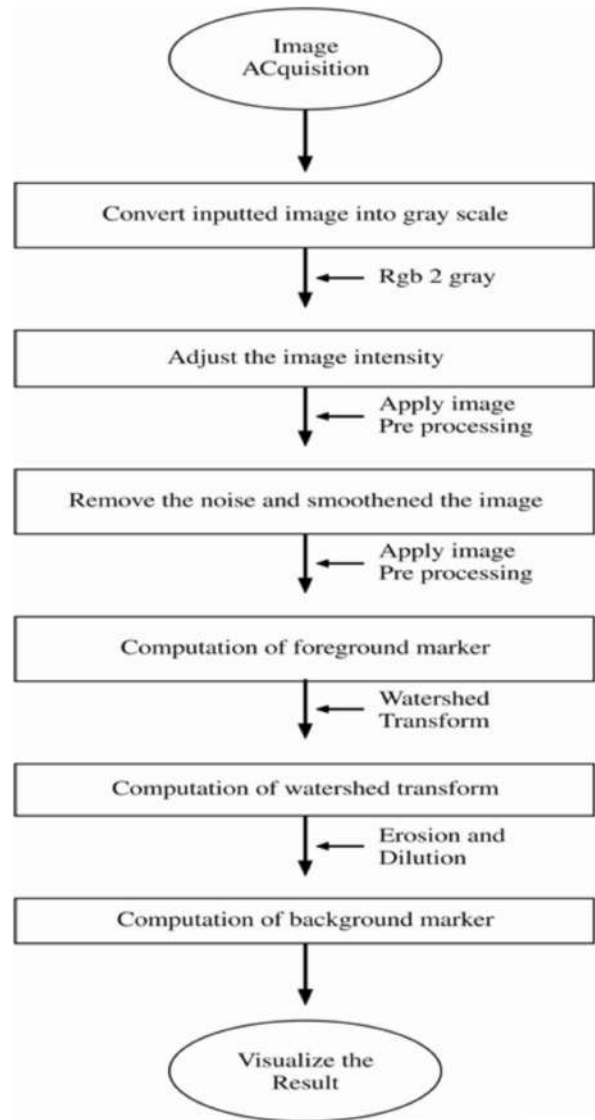 Image
ACquisition
Convert inputted image into gray scale
Rgb 2 gray
Adjust the image intensity
Apply image
Pre processing
Remove the noise and smoothened the image
Apply image
Pre processing
Computation of foreground marker
Watershed
Transform
Computation of watershed transform
Erosion and
Dilution
Computation of background marker
Visualize the
Result